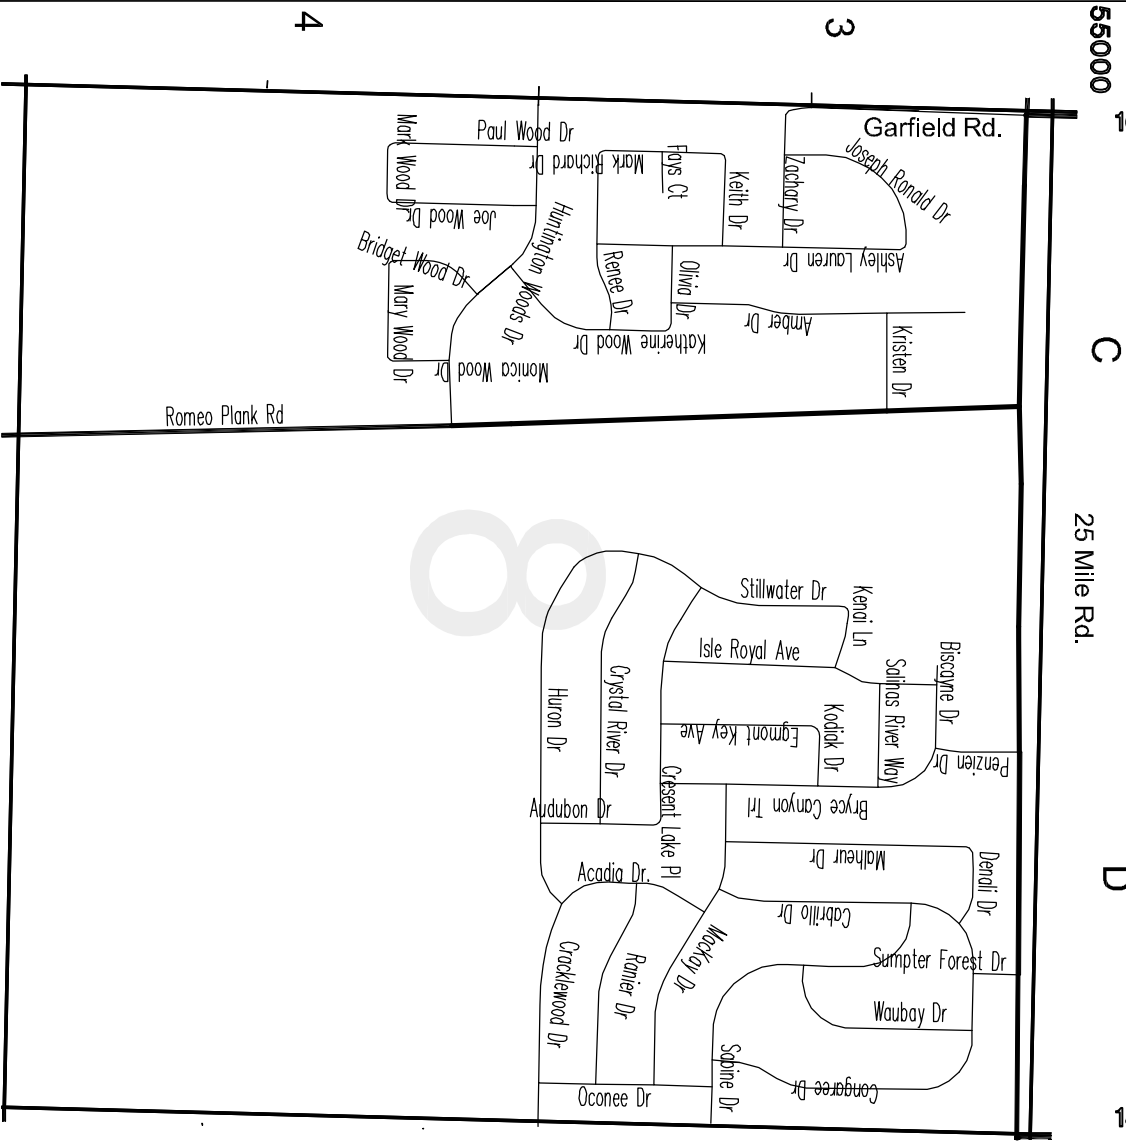 4
3
55000
1
Garfield Rd.
Mark Wood Dr
Paul Wood Dr
Mark Richard Dr
Fays Ct
Keith Dr
Zachary Dr
Joseph Ronald Dr
Joe Wood Dr
Huntington Woods Dr
Bridget Wood Dr
Renee Dr
Olivia Dr
Ashley Lauren Dr
Mary Wood Dr
Amber Dr
Katherine Wood Dr
Kristen Dr
C
Monica Wood Dr
Romeo Plank Rd
25 Mile Rd.
Stillwater Dr
Kenai Ln
Isle Royal Ave
Biscayne Dr
Salinas River Way
Huron Dr
Crystal River Dr
Egmont Key Ave
Kodiak Dr
Penzien Dr
Cresent Lake Pl
Audubon Dr
Bryce Canyon Trl
Malheur Dr
Denali Dr
D
Acadia Dr.
Cabrillo Dr
Cracklewood Dr
Ranier Dr
Mackay Dr
Sumpter Forest Dr
Waubay Dr
Sabine Dr
Congaree Dr
Oconee Dr
1